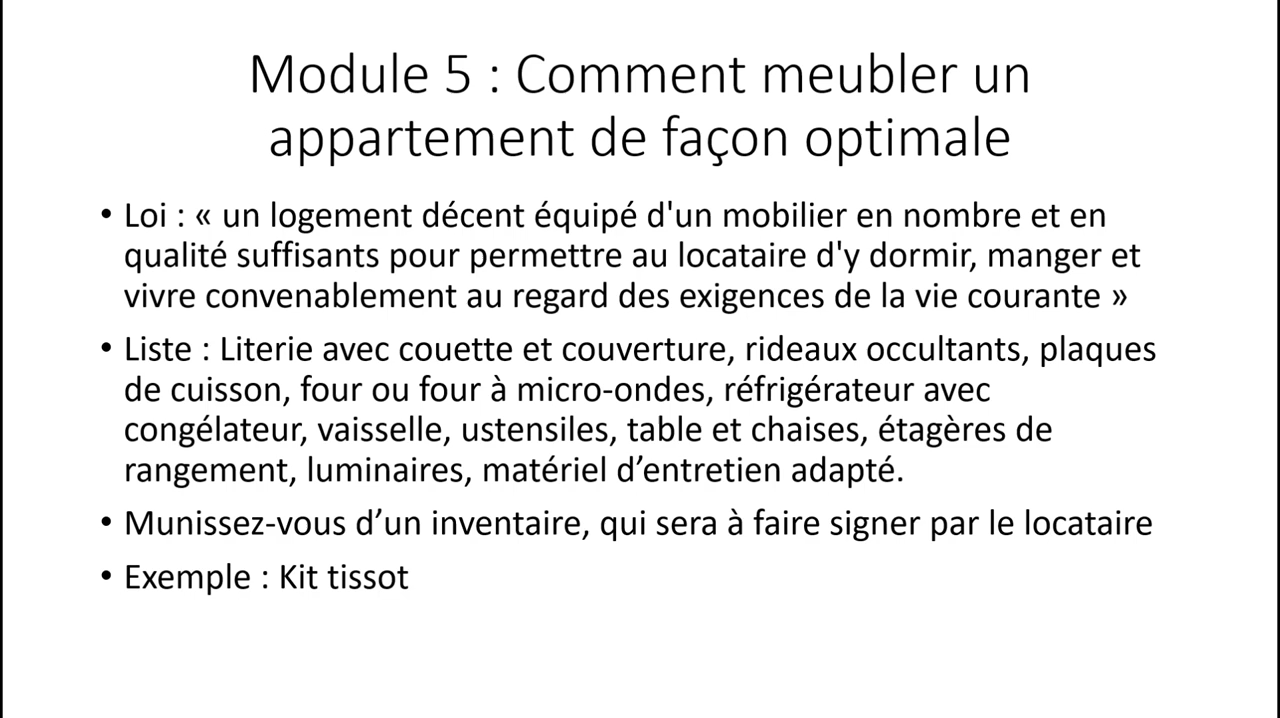 Module 5 : Comment meubler un
appartement de façon optimale
• Loi : « un logement décent équipé d'un mobilier en nombre et en
qualité suffisants pour permettre au locataire d'y dormir, manger et
vivre convenablement au regard des exigences de la vie courante »
• Liste : Literie avec couette et couverture, rideaux occultants, plaques
de cuisson, four ou four à micro-ondes, réfrigérateur avec
congélateur, vaisselle, ustensiles, table et chaises, étagères de
rangement, luminaires, matériel d’entretien adapté.
• Munissez-vous d’un inventaire, qui sera à faire signer par le locataire
• Exemple : Kit tissot